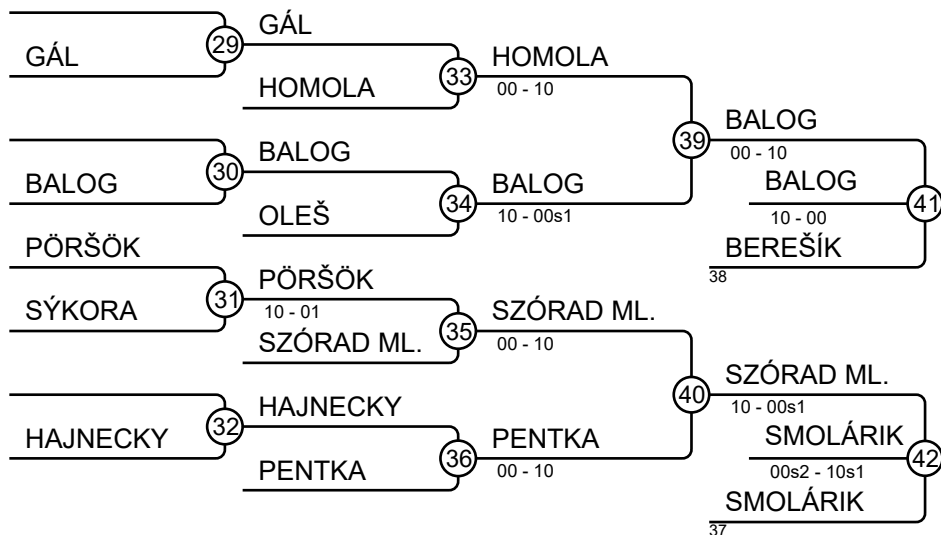 GÁL
29
GÁL
HOMOLA
33
HOMOLA
00 - 10
BALOG
30
BALOG
OLEŠ
34
BALOG
10 - 00s1
39
BALOG
00 - 10
BALOG
10 - 00
41
BEREŠÍK
38
PÖRŠÖK
SÝKORA
31
PÖRŠÖK
10 - 01
SZÓRAD ML.
35
SZÓRAD ML.
00 - 10
HAJNECKY
32
HAJNECKY
PENTKA
36
PENTKA
00 - 10
40
SZÓRAD ML.
10 - 00s1
SMOLÁRIK
00s2 - 10s1
42
SMOLÁRIK
37